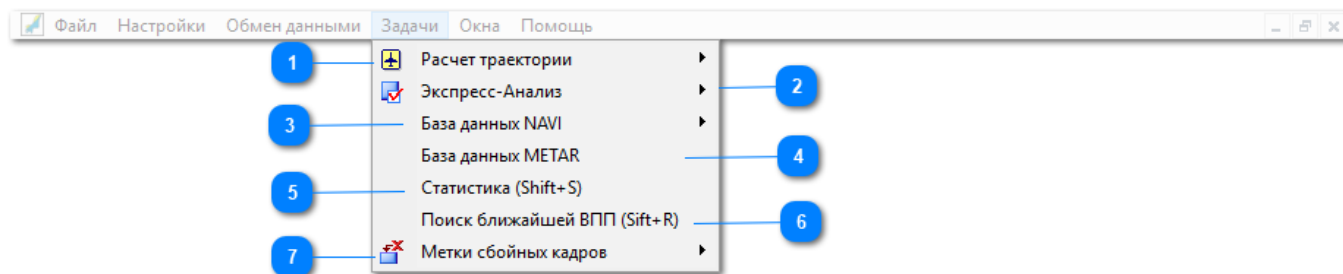 Файл Настройки Обмен данными Задачи Окна Помощь
1 Расчет траектории
Экспресс-Анализ 2
3 База данных NAVI
База данных METAR 4
5 Статистика (Shift+S)
Поиск ближайшей ВПП (Sift+R) 6
7 Метки сбойных кадров